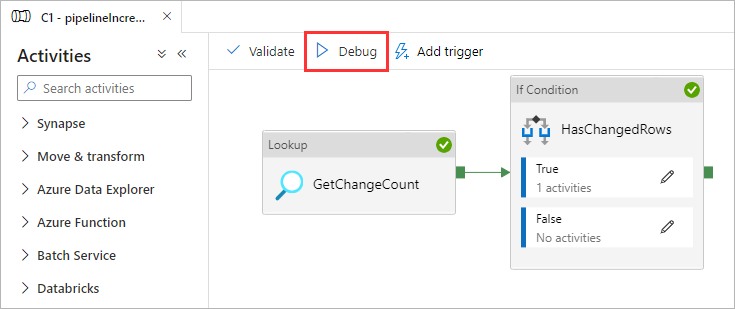 C1 - pipelineIncre...
Activities
Search activities
Synapse
Move & transform
Azure Data Explorer
Azure Function
Batch Service
Databricks
Validate
Debug
Add trigger
Lookup
GetChangeCount
If Condition
HasChangedRows
True
1 activities
False
No activities